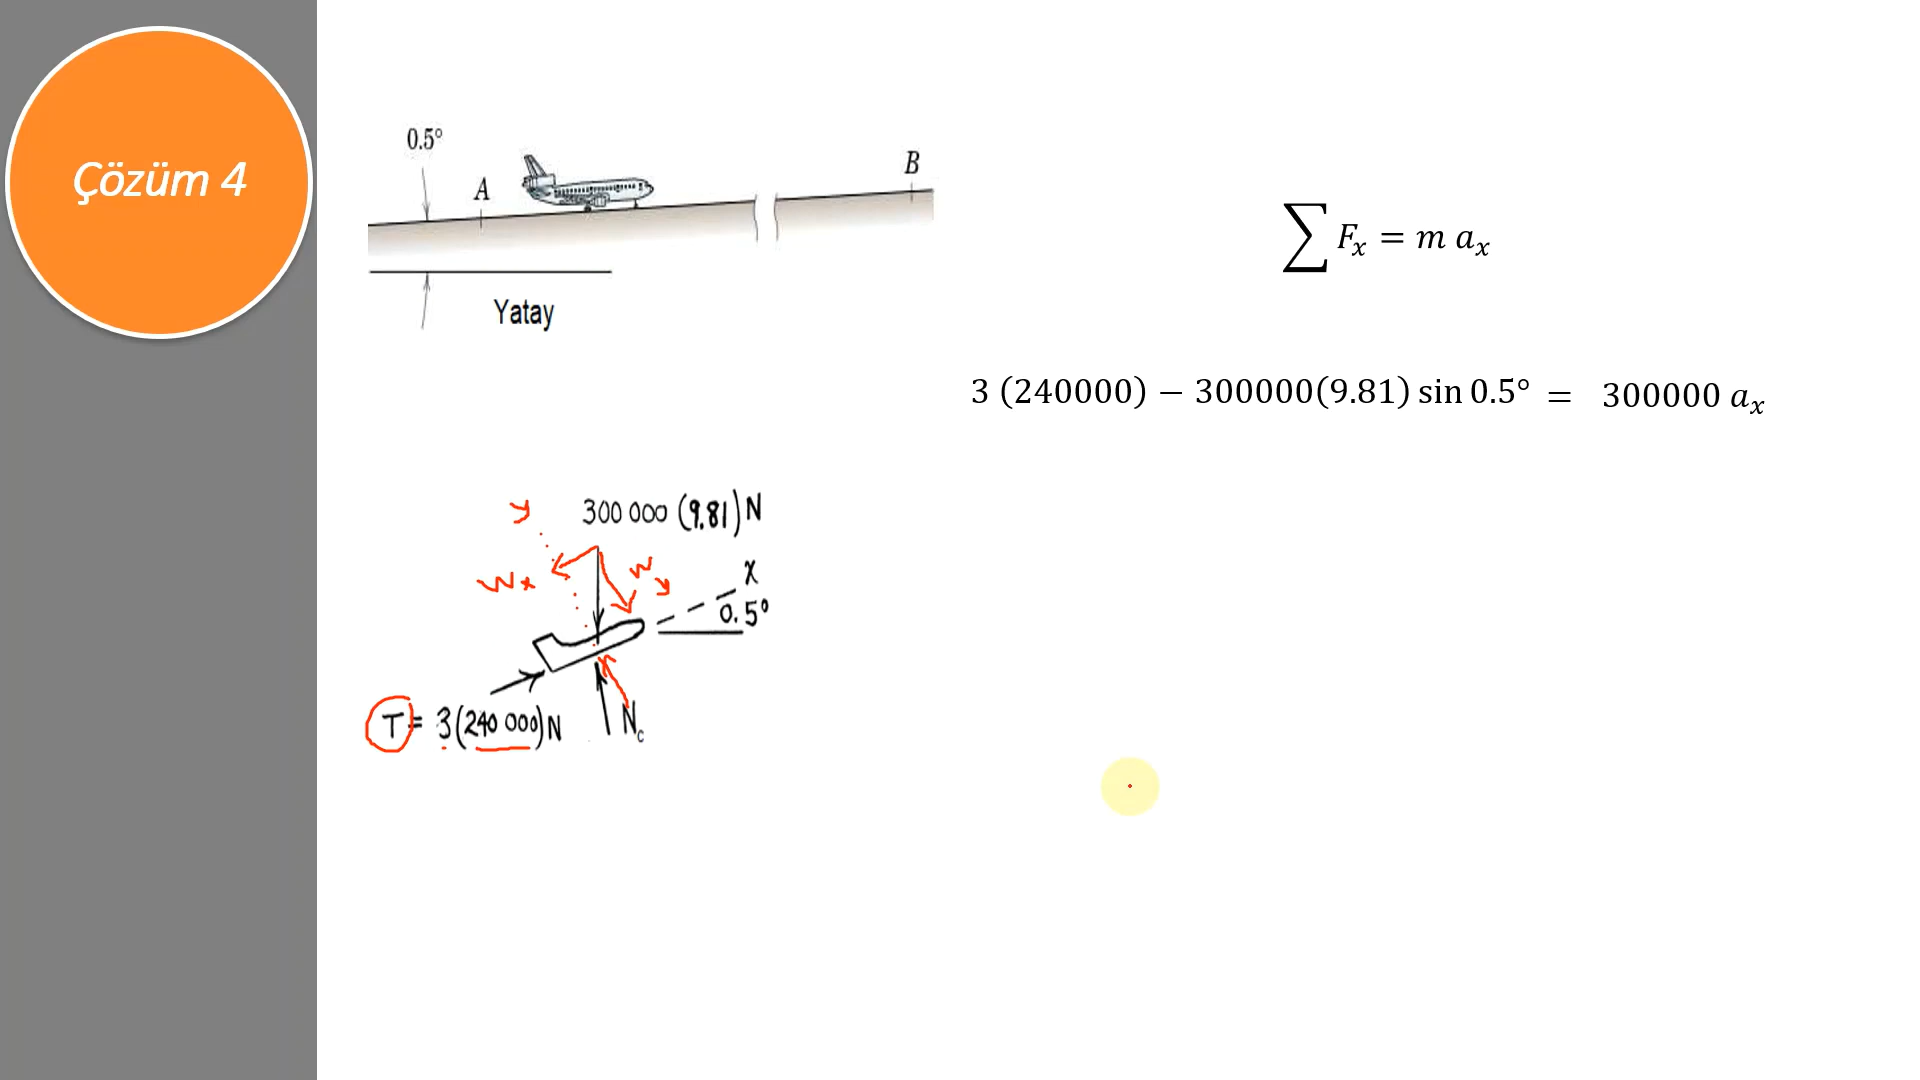 Çözüm 4
0.5°
A
B
Yatay
∑ Fₓ = m aₓ
3 (240000) − 300000(9.81) sin 0.5° = 300000 aₓ
y
300 000 (9.81) N
Wx
Wy
x
0.5°
T = 3(240 000)N
Nc